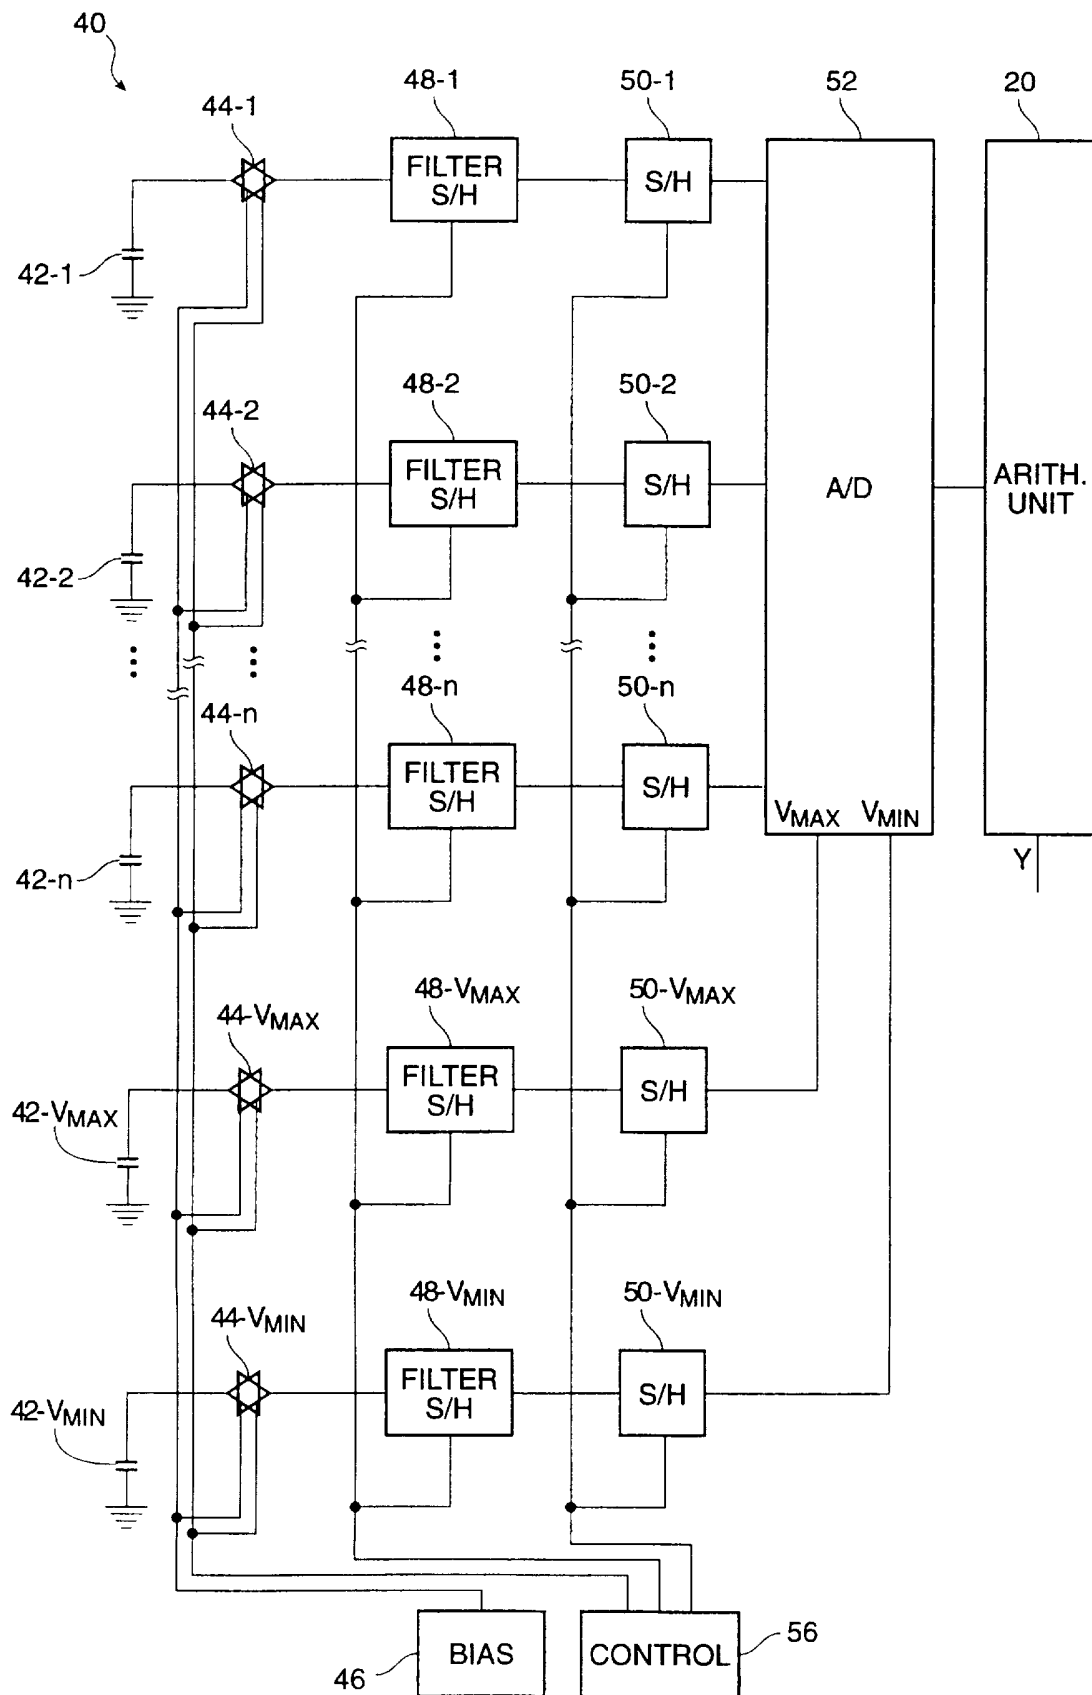 40
44-1
48-1
50-1
52
20
FILTER
S/H
S/H
42-1
44-2
48-2
50-2
FILTER
S/H
S/H
A/D
ARITH.
UNIT
42-2
44-n
48-n
50-n
FILTER
S/H
S/H
VMAX VMIN
Y
42-n
44-VMAX
48-VMAX
50-VMAX
FILTER
S/H
S/H
42-VMAX
44-VMIN
48-VMIN
50-VMIN
FILTER
S/H
S/H
42-VMIN
46
BIAS
CONTROL
56